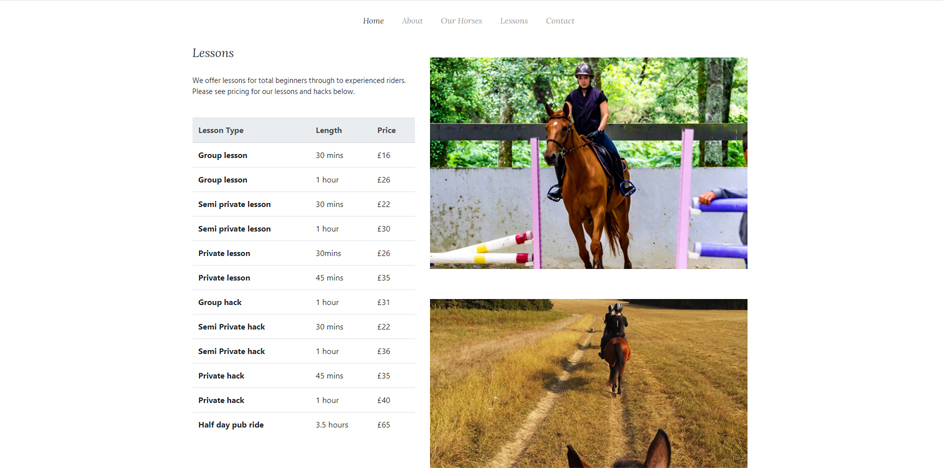 Home About Our Horses Lessons Contact
Lessons
We offer lessons for total beginners through to experienced riders.
Please see pricing for our lessons and hacks below.
Lesson Type Length Price
Group lesson 30 mins £16
Group lesson 1 hour £26
Semi private lesson 30 mins £22
Semi private lesson 1 hour £30
Private lesson 30mins £26
Private lesson 45 mins £35
Group hack 1 hour £31
Semi Private hack 30 mins £22
Semi Private hack 1 hour £36
Private hack 45 mins £35
Private hack 1 hour £40
Half day pub ride 3.5 hours £65